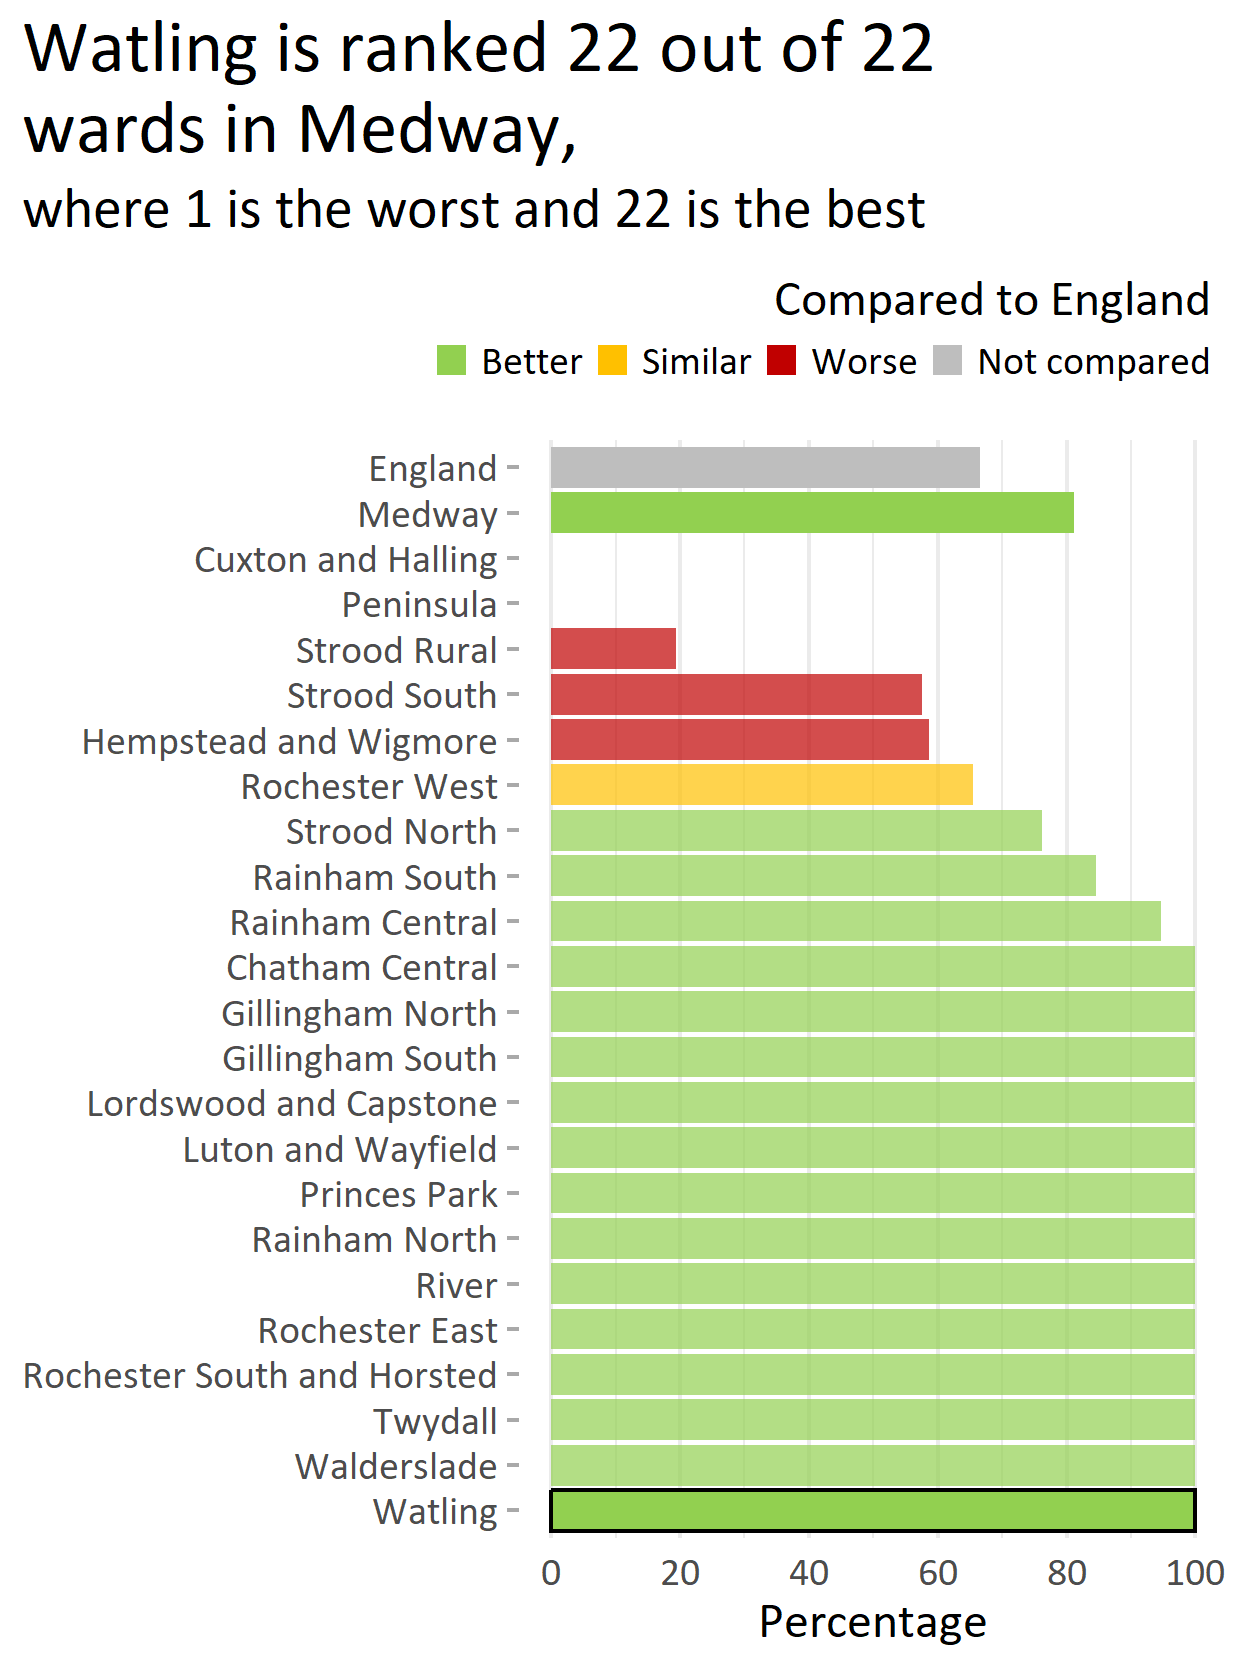 Watling is ranked 22 out of 22
wards in Medway,
where 1 is the worst and 22 is the best
Compared to England
Better Similar Worse Not compared
England
Medway
Cuxton and Halling
Peninsula
Strood Rural
Strood South
Hempstead and Wigmore
Rochester West
Strood North
Rainham South
Rainham Central
Chatham Central
Gillingham North
Gillingham South
Lordswood and Capstone
Luton and Wayfield
Princes Park
Rainham North
River
Rochester East
Rochester South and Horsted
Twydall
Walderslade
Watling
0 20 40 60 80 100
Percentage